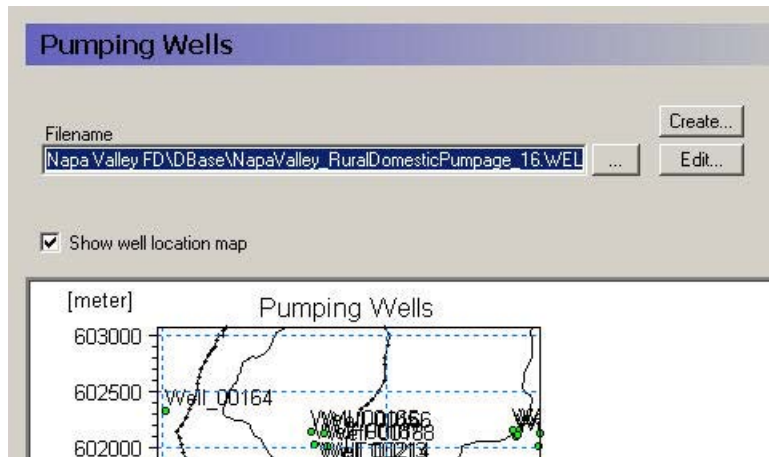 Pumping Wells
Create...
Filename
Napa Valley FD\DBase\NapaValley_RuralDomesticPumpage_16.WEL
...
Edit...
Show well location map
[meter]
Pumping Wells
603000
602500
Well_00164
602000